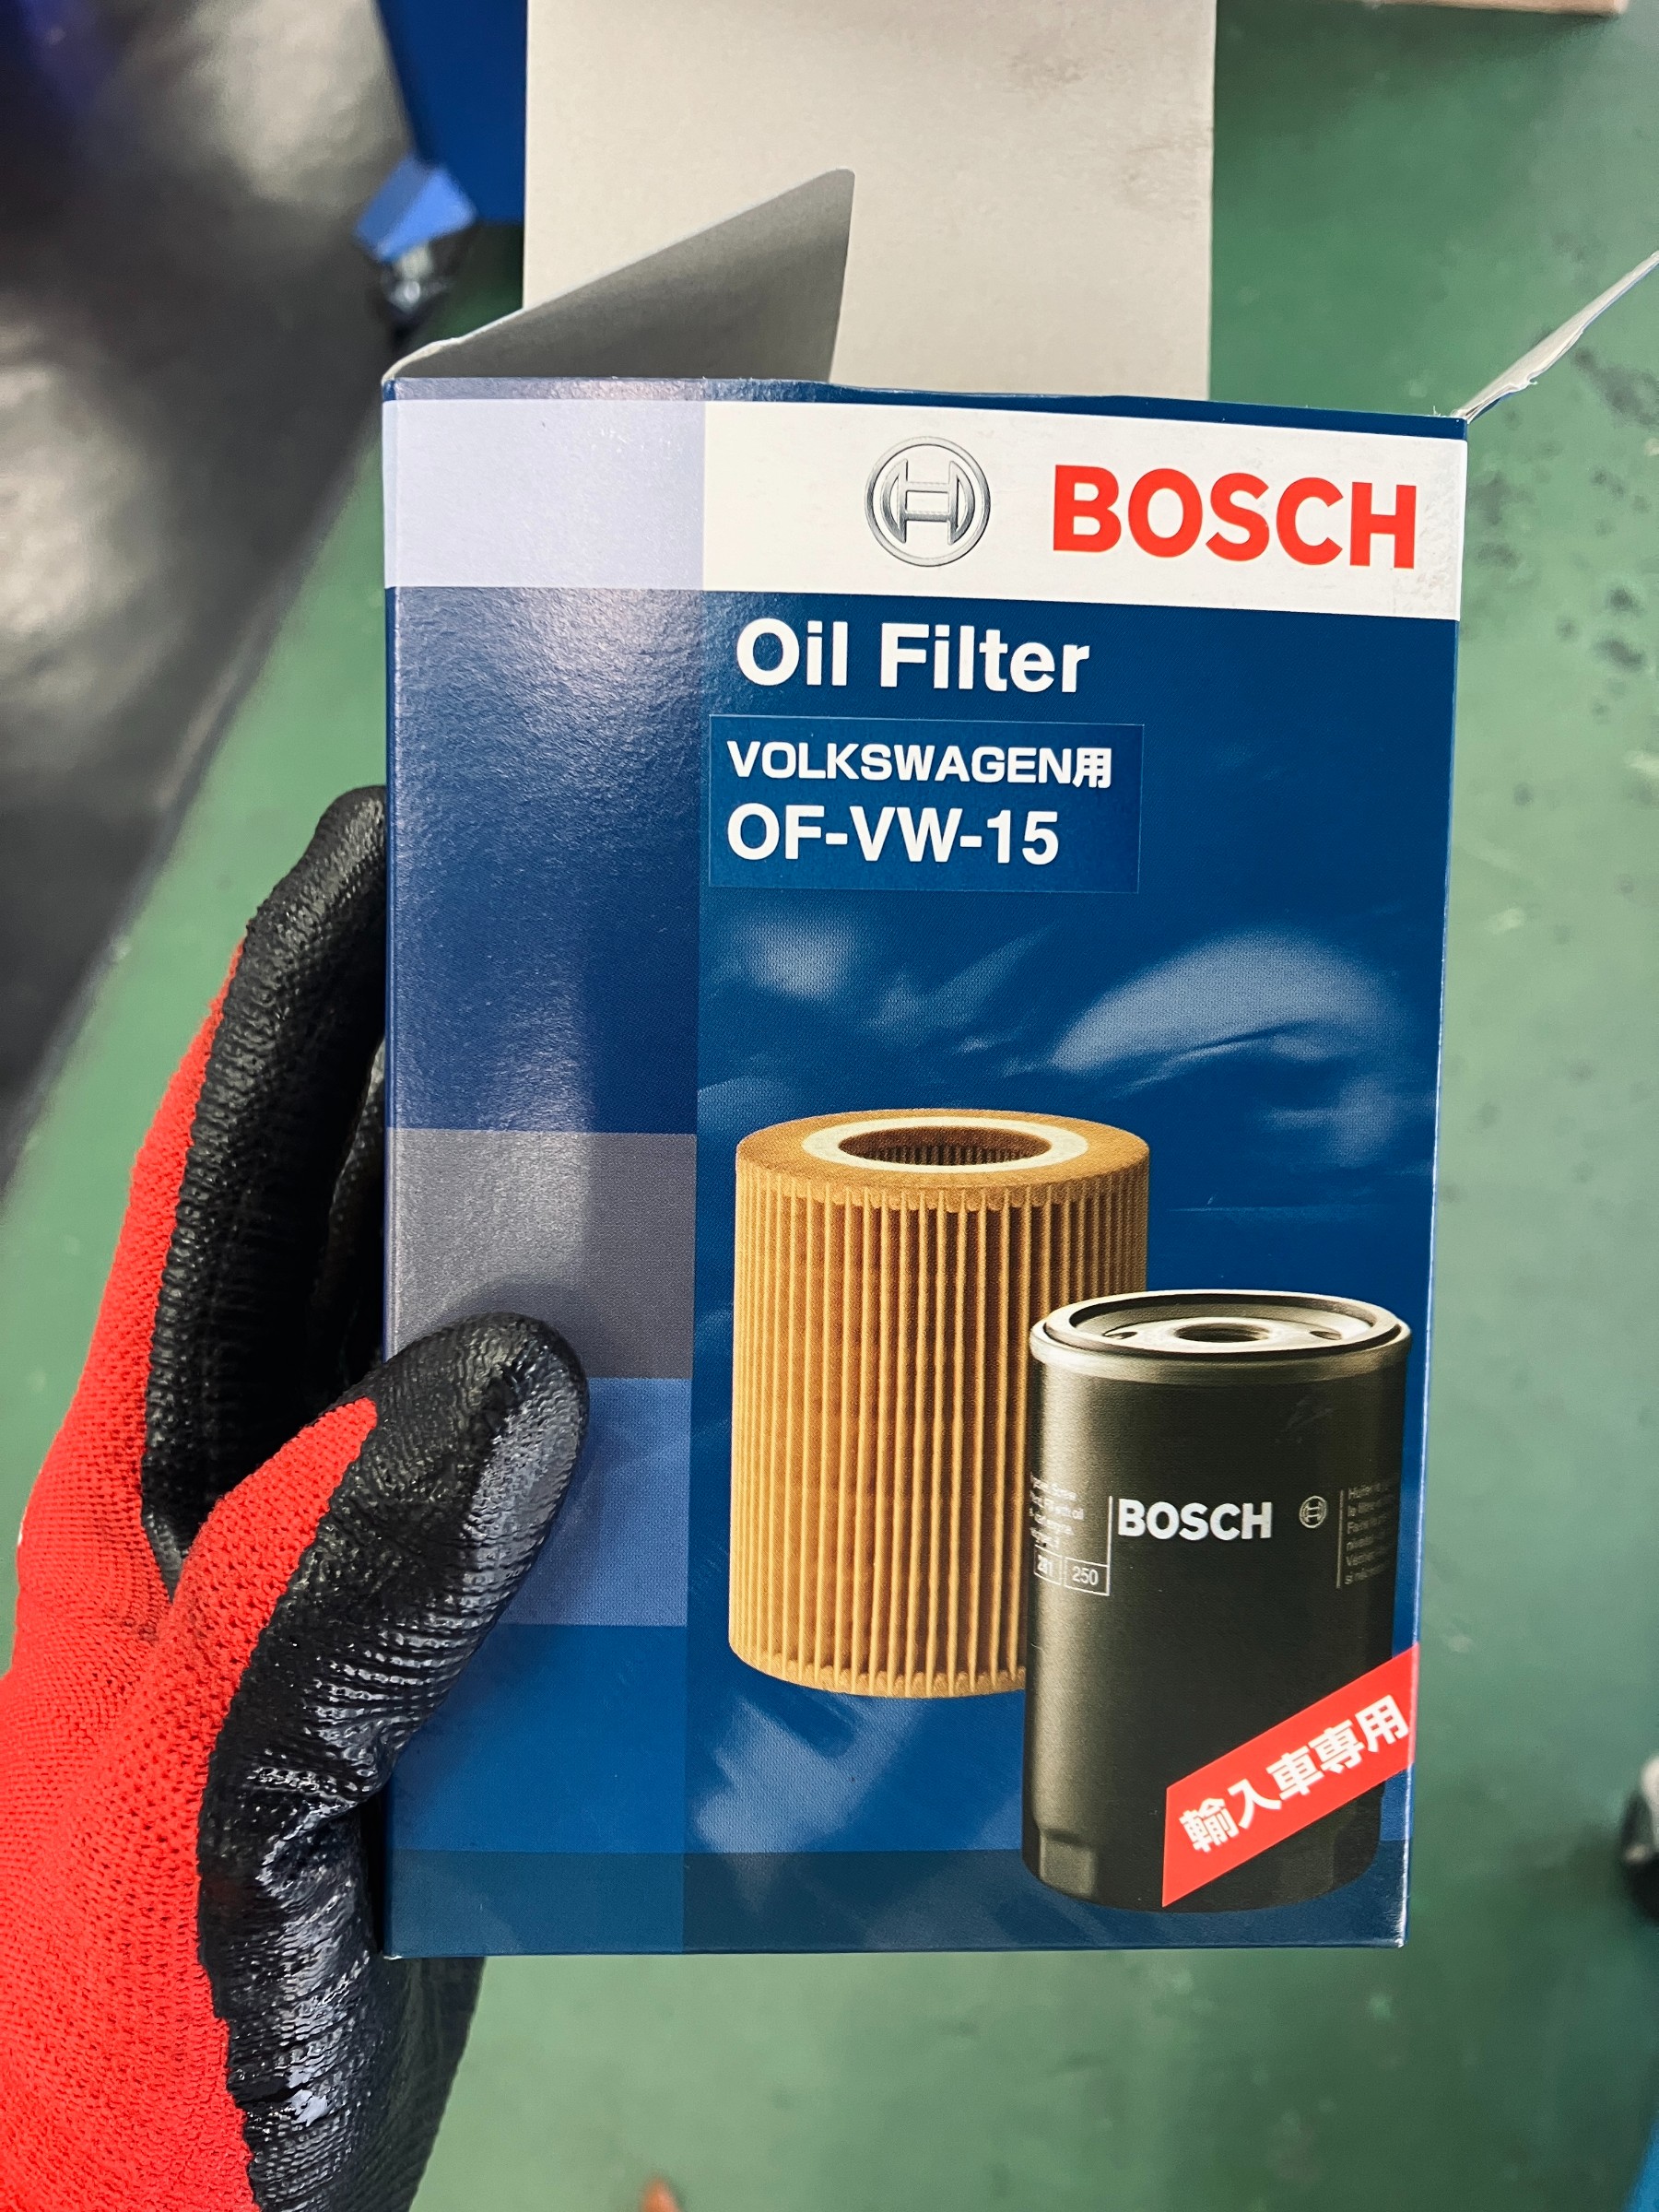 BOSCH
Oil Filter
VOLKSWAGEN用
OF-VW-15
BOSCH
250
輸入車専用